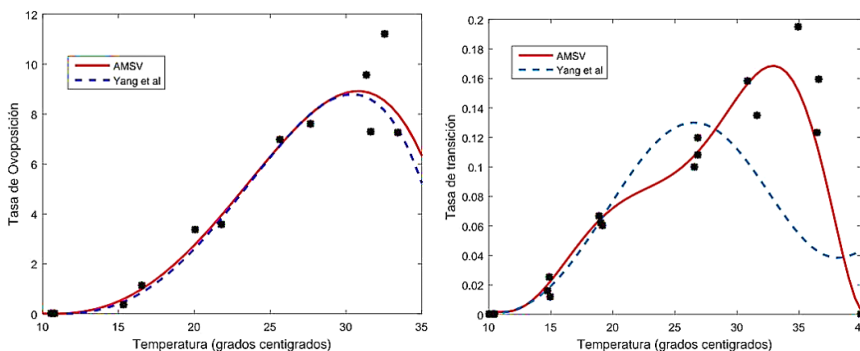 12
10
8
6
4
2
0
Tasa de Ovoposición
AMSV
Yang et al
10 15 20 25 30 35
Temperatura (grados centigrados)
0.2
0.18
0.16
0.14
0.12
0.1
0.08
0.06
0.04
0.02
0
Tasa de transición
AMSV
Yang et al
10 15 20 25 30 35 40
Temperatura (grados centigrados)